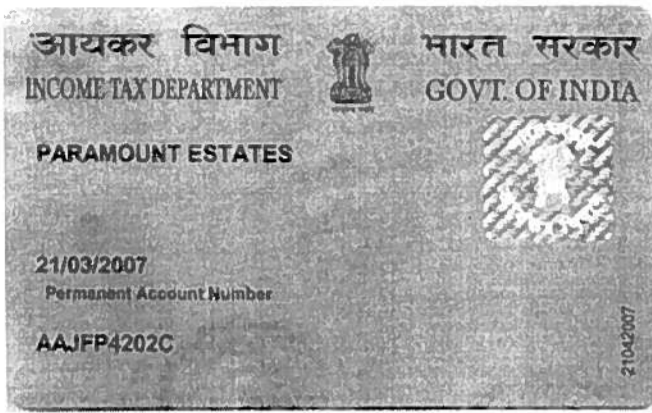 आयकर विभाग
INCOME TAX DEPARTMENT
भारत सरकार
GOVT. OF INDIA
PARAMOUNT ESTATES
21/03/2007
Permanent Account Number
AAJFP4202C
21042007